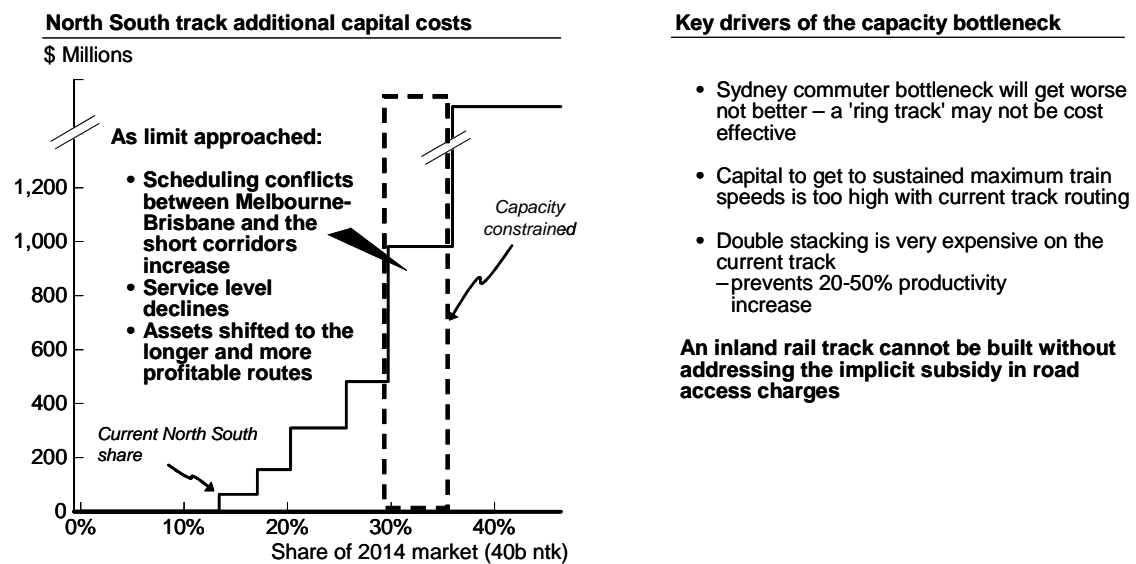 North South track additional capital costs
$ Millions
As limit approached:
• Scheduling conflicts
between Melbourne-
Brisbane and the
short corridors
increase
• Service level
declines
• Assets shifted to the
longer and more
profitable routes
Capacity
constrained
Current North South
share
1,200
1,000
800
600
400
200
0
0%
10%
20%
30%
40%
Share of 2014 market (40b ntk)
Key drivers of the capacity bottleneck
• Sydney commuter bottleneck will get worse
not better – a 'ring track' may not be cost
effective
• Capital to get to sustained maximum train
speeds is too high with current track routing
• Double stacking is very expensive on the
current track
–prevents 20-50% productivity
increase
An inland rail track cannot be built without
addressing the implicit subsidy in road
access charges